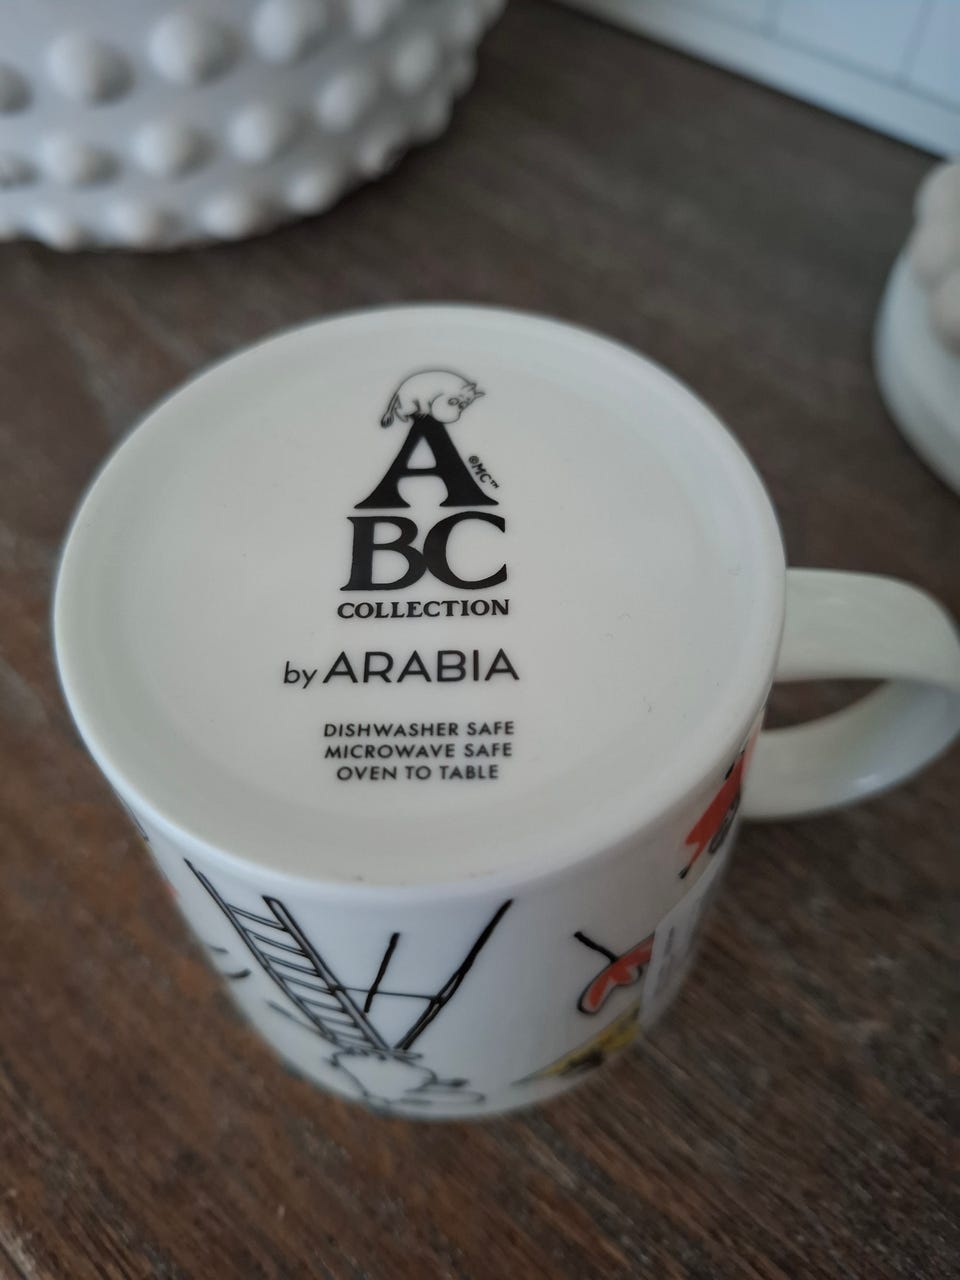 A
©MC™
BC
COLLECTION
by ARABIA
DISHWASHER SAFE
MICROWAVE SAFE
OVEN TO TABLE